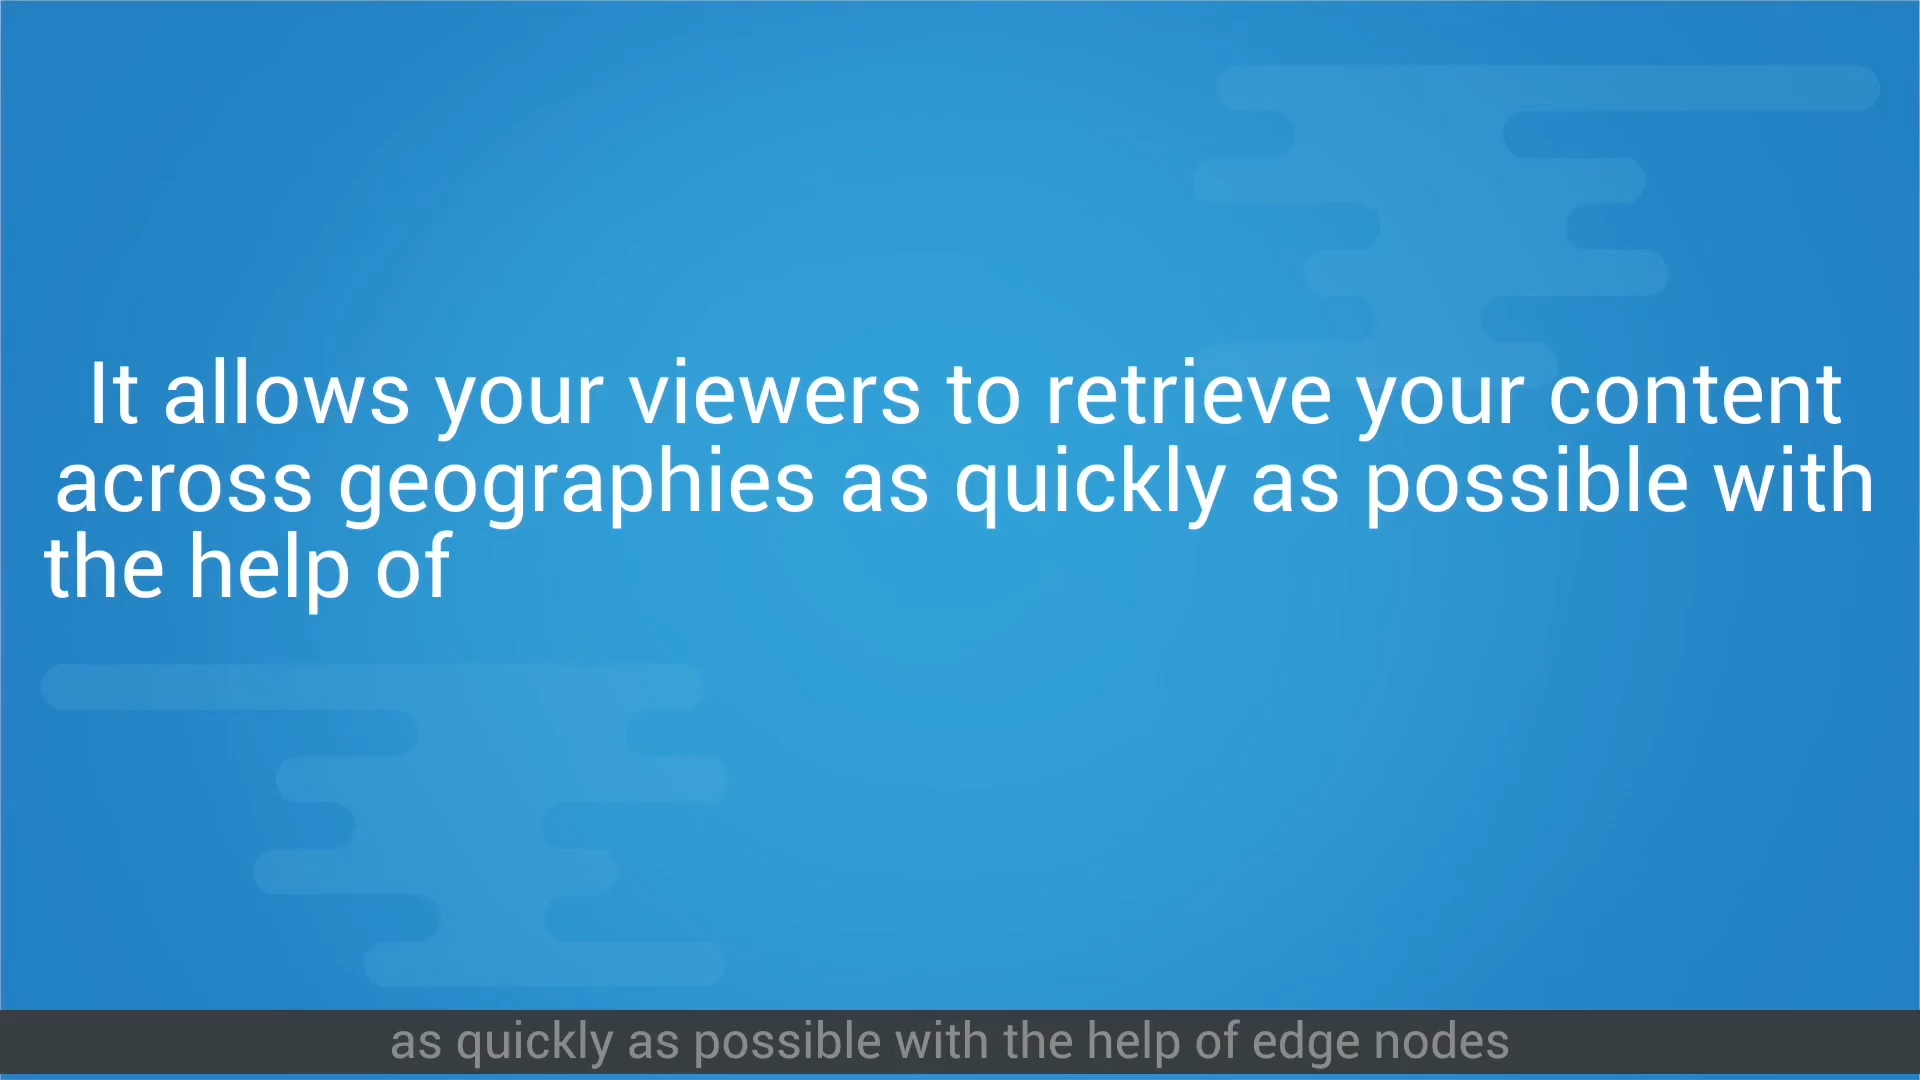 It allows your viewers to retrieve your content
across geographies as quickly as possible with
the help of
as quickly as possible with the help of edge nodes